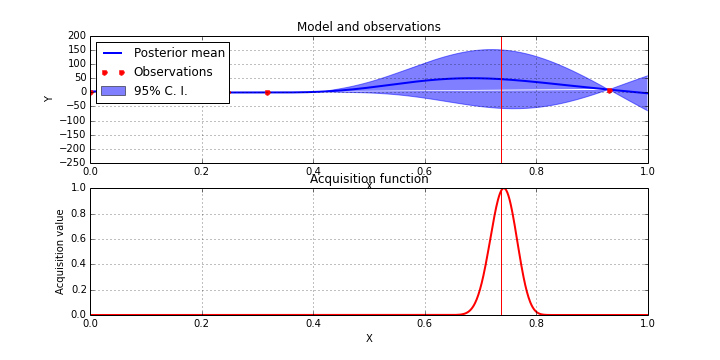 Model and observations
200
150
100
50
0
−50
−100
−150
−200
−250
Y
Posterior mean
Observations
95% C. I.
0.0 0.2 0.4 0.6 0.8 1.0
X
Acquisition function
1.0
0.8
0.6
0.4
0.2
0.0
Acquisition value
0.0 0.2 0.4 0.6 0.8 1.0
X